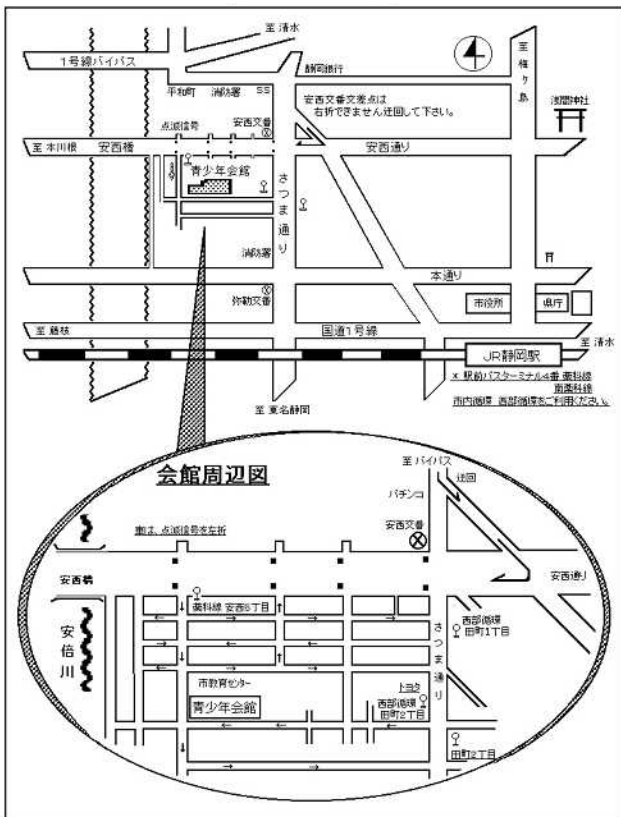 至 清水
1号線バイパス
静岡銀行
至 梅ヶ島
平和町 消防署 SS
安西交番交差点は
右折できません迂回して下さい。
浅間神社
点滅信号
安西交番
至 本川根 安西橋
安西通り
青少年会館
さつま通り
消防署
本通り
弥勒交番
市役所
県庁
至 藤枝
国道1号線
至 清水
JR静岡駅
* 駅前バスターミナル4番 藁科線
南藁科線
市内循環 西部循環をご利用ください。
至 東名静岡
会館周辺図
至 バイパス
迂回
パチンコ
車は、点滅信号を左折
安西交番
安西橋
安西通り
藁科線 安西5丁目
西部循環
田町1丁目
さつま通り
安倍川
市教育センター
トヨタ
青少年会館
西部循環
田町2丁目
田町2丁目